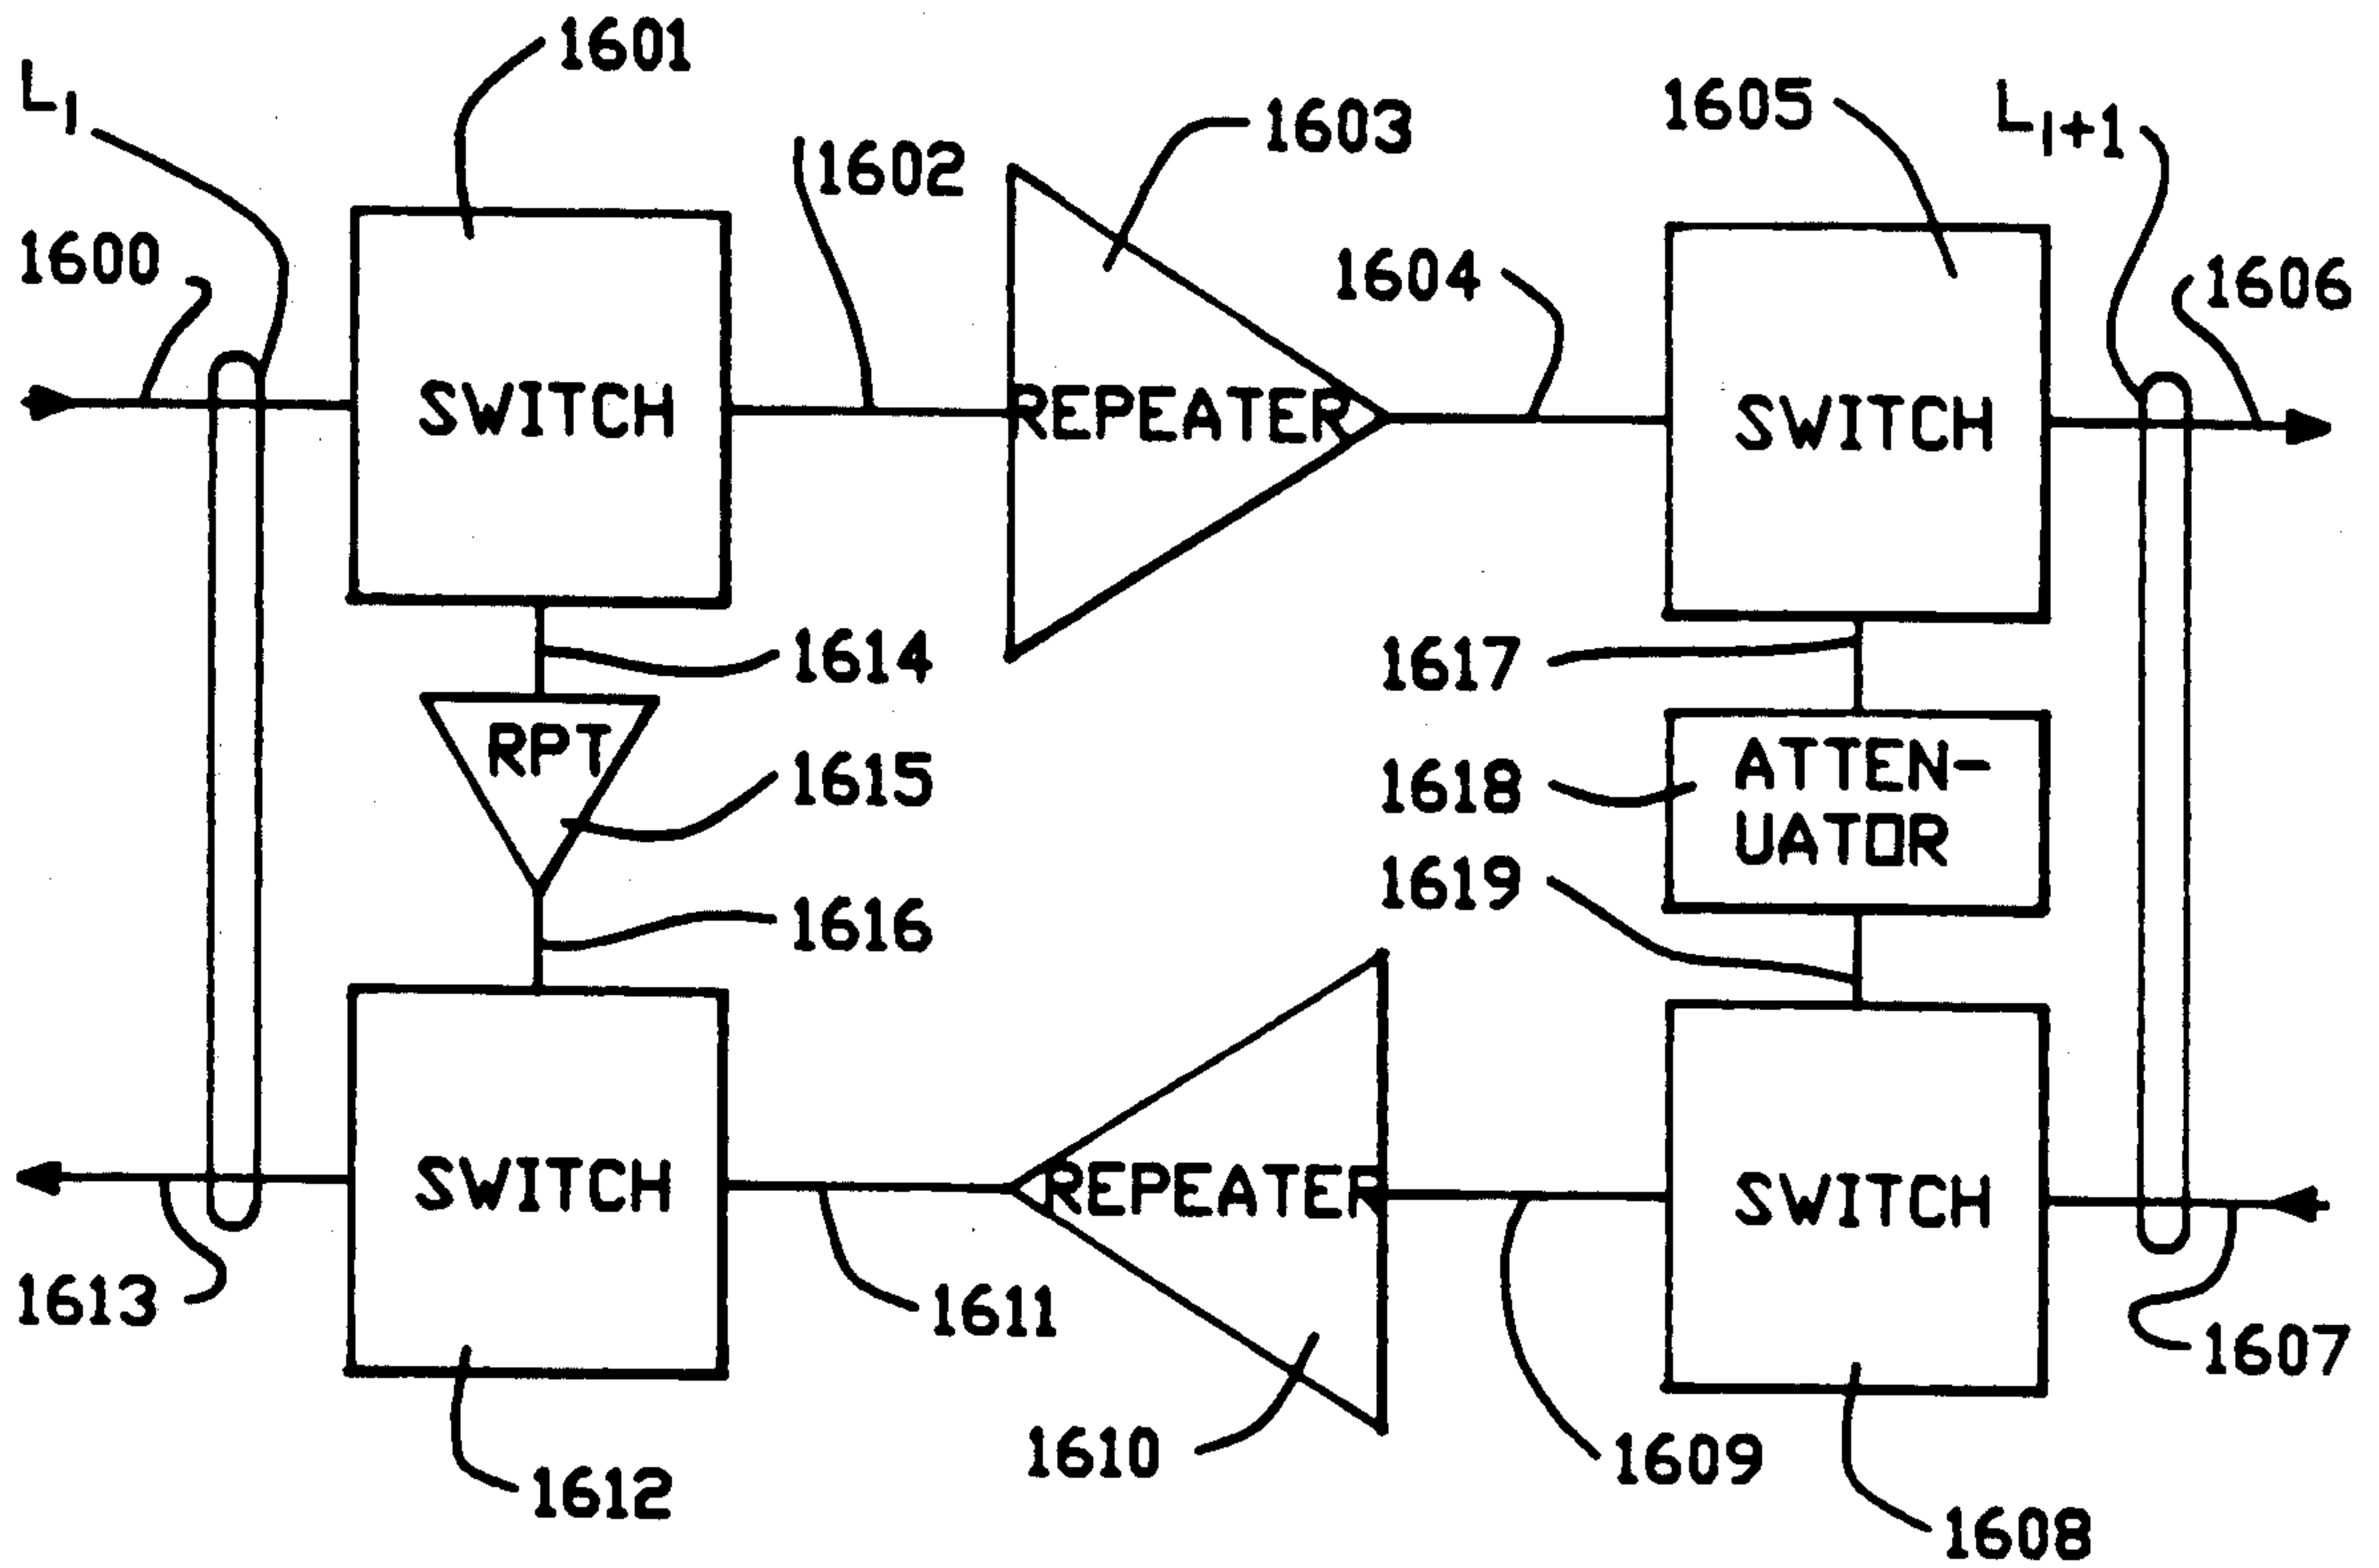 1601
L1
1602
1603
1605
LI+1
1600
1604
1606
SWITCH
REPEATER
SWITCH
1614
1617
RPT
1615
1618
ATTEN-
UATOR
1619
1616
SWITCH
REPEATER
SWITCH
1613
1611
1607
1610
1609
1612
1608